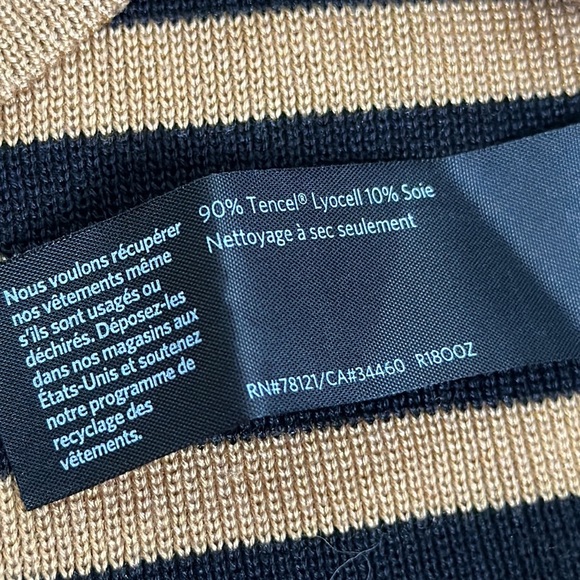 Nous voulons récupérer
nos vêtements même
s'ils sont usagés ou
déchirés. Déposez-les
dans nos magasins aux
États-Unis et soutenez
notre programme de
recyclage des
vêtements.
90% Tencel® Lyocell 10% Soie
Nettoyage à sec seulement
RN#78121/CA#34460 R1800Z